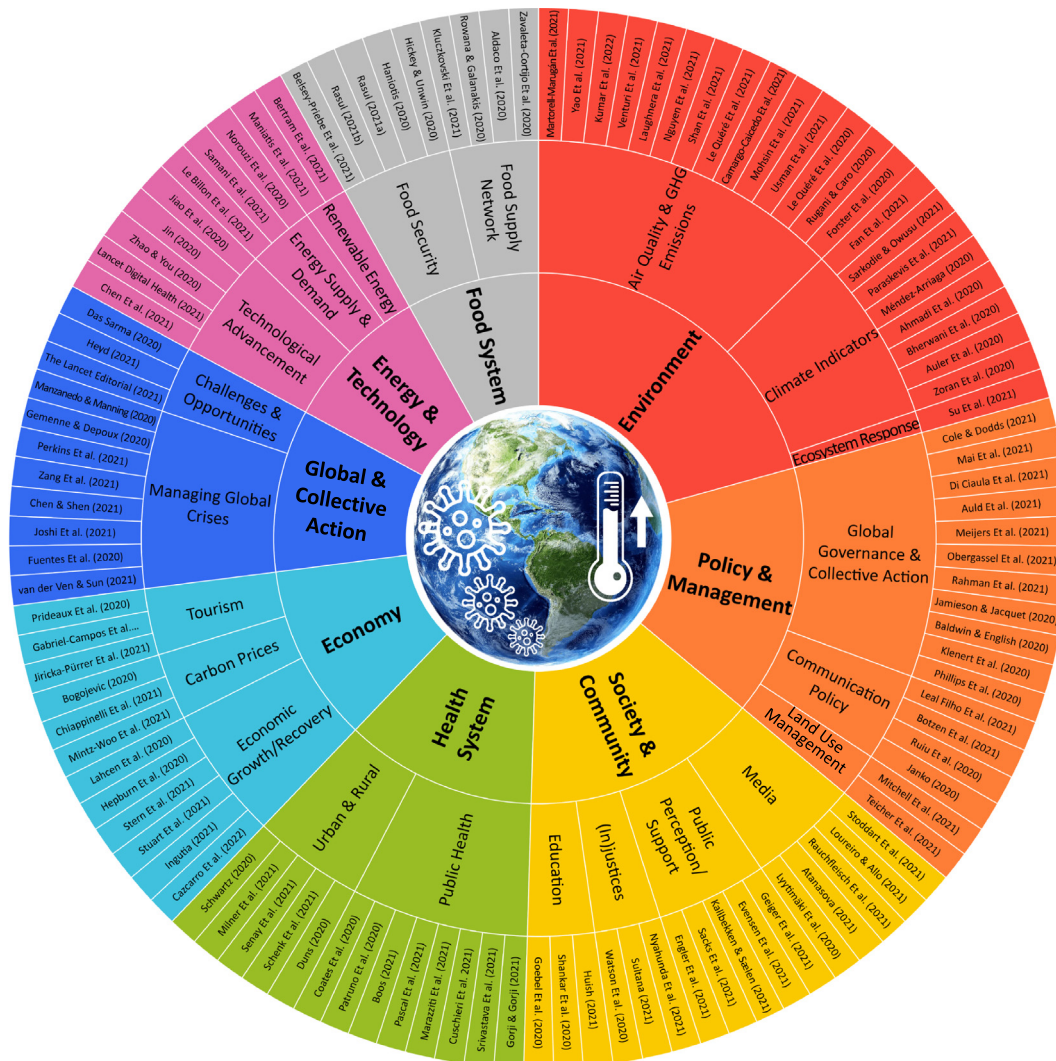 Environment
Air Quality & GHG
Emissions
Martorell-Marugán Et al. (2021)
Yao Et al. (2021)
Kumar Et al. (2022)
Venturi Et al. (2021)
Laughnera Et al. (2021)
Nguyen Et al. (2021)
Shan Et al. (2021)
Le Quéré Et al. (2021)
Camargo-Caicedo Et al. (2021)
Mohsin Et al. (2021)
Usman Et al. (2021)
Le Quéré Et al. (2020)
Rugani & Caro (2020)
Forster Et al. (2020)
Climate Indicators
Fan Et al. (2021)
Sarkodie & Owusu (2021)
Paraskevis Et al. (2021)
Méndez-Arriaga (2020)
Ahmadi Et al. (2020)
Bherwani Et al. (2020)
Auler Et al. (2020)
Zoran Et al. (2020)
Ecosystem Response
Su Et al. (2021)
Policy &
Management
Global
Governance &
Collective Action
Cole & Dodds (2021)
Mai Et al. (2021)
Di Ciaula Et al. (2021)
Auld Et al. (2021)
Meijers Et al. (2021)
Obergassel Et al. (2021)
Rahman Et al. (2021)
Jamieson & Jacquet (2020)
Baldwin & English (2020)
Klenert Et al. (2020)
Phillips Et al. (2020)
Communication
Policy
Leal Filho Et al. (2021)
Botzen Et al. (2021)
Ruiu Et al. (2020)
Land Use
Management
Janko (2020)
Mitchell Et al. (2021)
Teicher Et al. (2021)
Society &
Community
Media
Stoddart Et al. (2021)
Loureiro & Allo (2021)
Rauchfleisch Et al. (2021)
Atanasova (2021)
Lyytimäki Et al. (2020)
Public
Perception/
Support
Geiger Et al. (2021)
Evensen Et al. (2021)
Kallbekken & Sælen (2021)
Sacks Et al. (2021)
Engler Et al. (2021)
(In)justices
Nyahunda Et al. (2021)
Sultana (2021)
Watson Et al. (2020)
Education
Huish (2021)
Shankar Et al. (2020)
Goebel Et al. (2020)
Health
System
Public Health
Gorji & Gorji (2021)
Srivastava Et al. (2021)
Cuschieri Et al. 2021)
Marazziti Et al. (2021)
Pascal Et al. (2021)
Boos (2021)
Patruno Et al. (2020)
Coates Et al. (2020)
Duns (2020)
Urban & Rural
Schenk Et al. (2021)
Senay Et al. (2021)
Milner Et al. (2021)
Schwartz (2020)
Economy
Economic
Growth/Recovery
Cazcarro Et al. (2022)
Ingutia (2021)
Stuart Et al. (2021)
Stern Et al. (2021)
Hepburn Et al. (2020)
Lahcen Et al. (2020)
Mintz-Woo Et al. (2021)
Carbon Prices
Chiappinelli Et al. (2021)
Bogojevic (2020)
Jiricka-Pürrer Et al. (2021)
Tourism
Gabriel-Campos Et al....
Prideaux Et al. (2020)
Global &
Collective
Action
Managing Global
Crises
van der Ven & Sun (2021)
Fuentes Et al. (2020)
Joshi Et al. (2021)
Chen & Shen (2021)
Zang Et al. (2021)
Perkins Et al. (2021)
Gemenne & Depoux (2020)
Manzanedo & Manning (2020)
Challenges &
Opportunities
The Lancet Editorial (2021)
Heyd (2021)
Das Sarma (2020)
Energy &
Technology
Technological
Advancement
Chen Et al. (2021)
Lancet Digital Health (2021)
Zhao & You (2020)
Jin (2020)
Jiao Et al. (2020)
Energy Supply &
Demand
Le Billon Et al. (2021)
Samani Et al. (2021)
Norouzi Et al. (2020)
Renewable Energy
Maniatis Et al. (2021)
Bertram Et al. (2021)
Food System
Food Security
Belsey-Priebe Et al. (2021)
Rasul (2021b)
Rasul (2021a)
Haniotis (2020)
Hickey & Unwin (2020)
Kluczkovski Et al. (2021)
Food Supply
Network
Rowana & Galanakis (2020)
Aldaco Et al. (2020)
Zavaleta-Cortijo Et al. (2020)